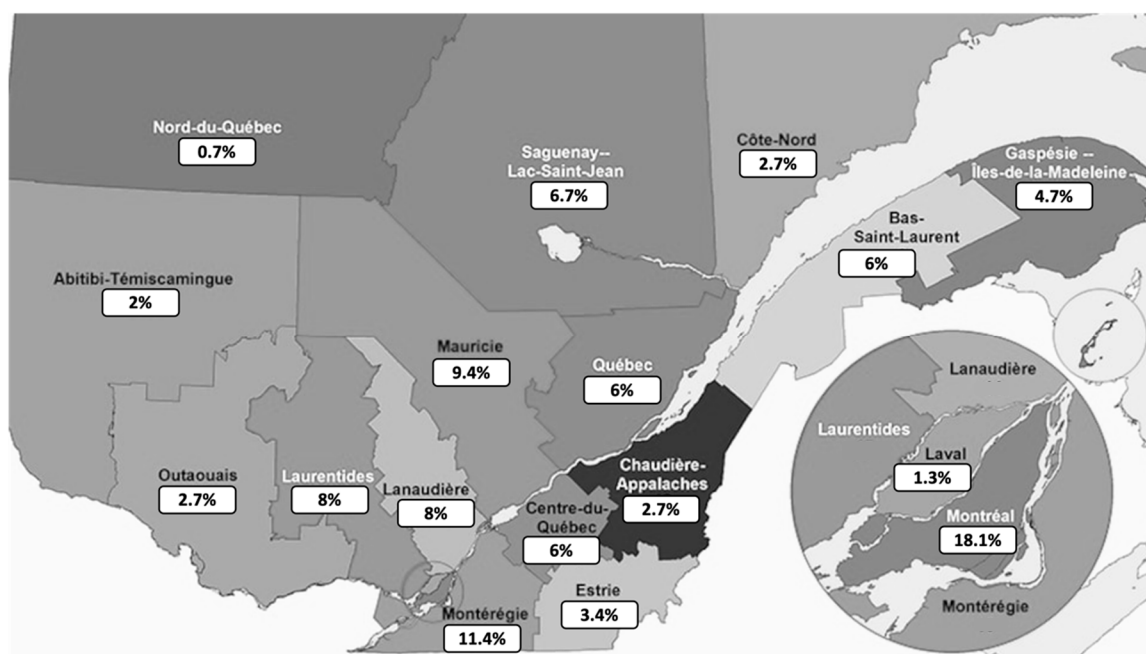 Nord-du-Québec
0.7%
Saguenay--
Lac-Saint-Jean
6.7%
Côte-Nord
2.7%
Gaspésie --
Îles-de-la-Madeleine
4.7%
Bas-
Saint-Laurent
6%
Abitibi-Témiscamingue
2%
Mauricie
9.4%
Québec
6%
Outaouais
2.7%
Laurentides
8%
Lanaudière
8%
Centre-du-
Québec
6%
Chaudière-
Appalaches
2.7%
Estrie
3.4%
Montérégie
11.4%
Lanaudière
Laurentides
Laval
1.3%
Montréal
18.1%
Montérégie